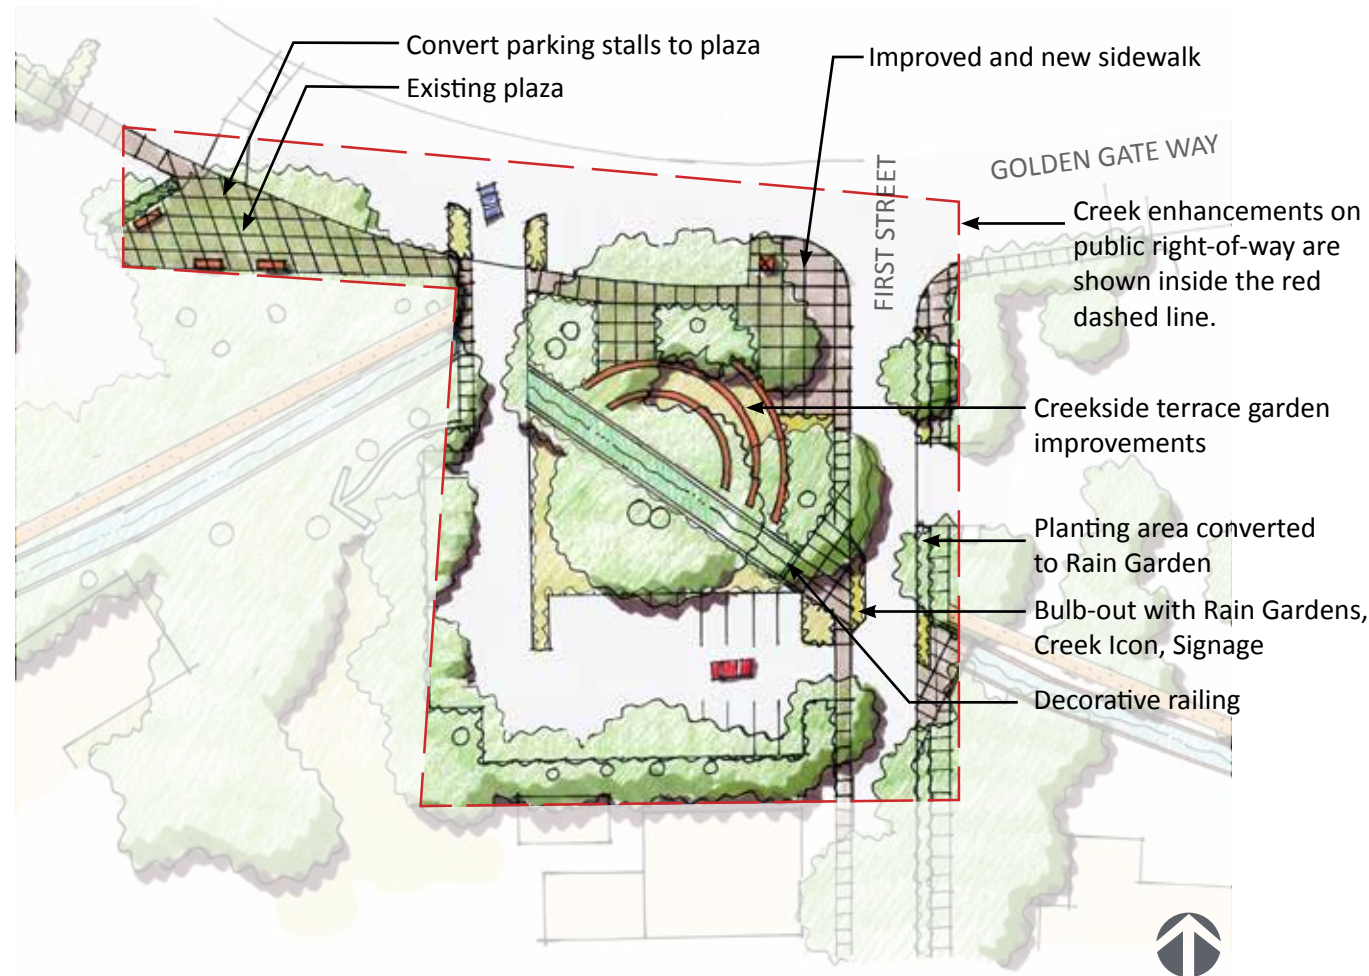 Convert parking stalls to plaza
Existing plaza
Improved and new sidewalk
FIRST STREET
GOLDEN GATE WAY
Creek enhancements on
public right-of-way are
shown inside the red
dashed line.
Creekside terrace garden
improvements
Planting area converted
to Rain Garden
Bulb-out with Rain Gardens,
Creek Icon, Signage
Decorative railing